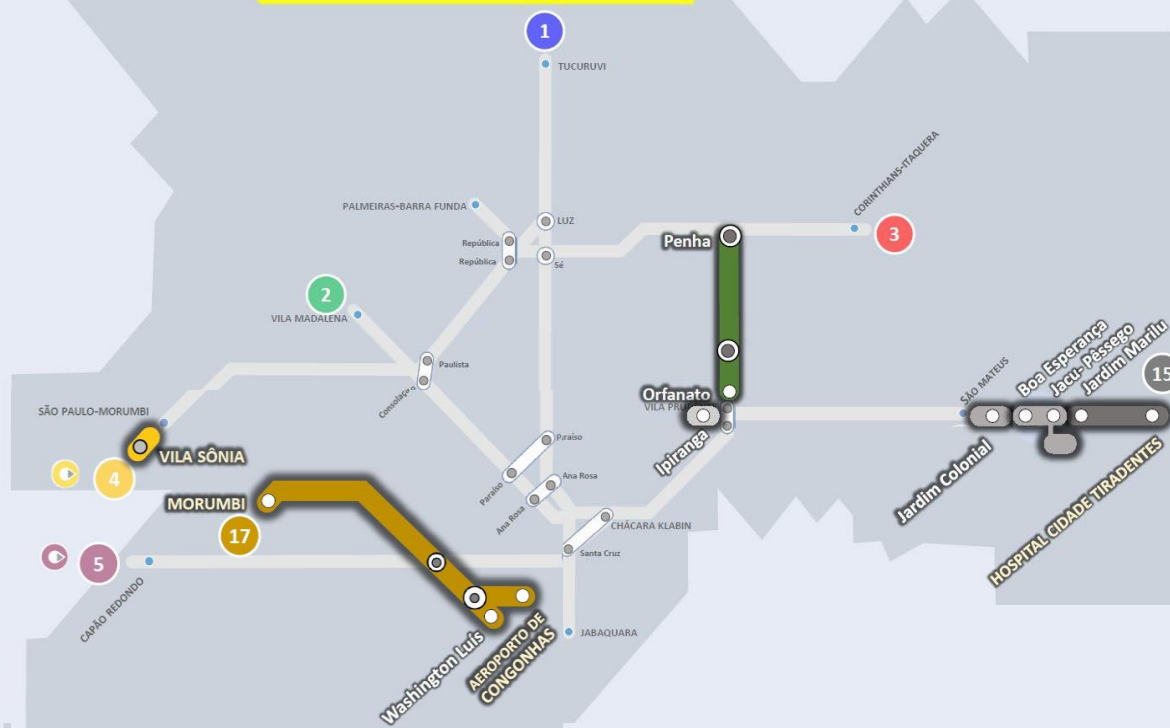 1
TUCURUVI
CORINTHIANS-ITAQUERA
PALMEIRAS-BARRA FUNDA
LUZ
República
República
Sé
Penha
3
2
VILA MADALENA
Paulista
Consolação
SÃO PAULO-MORUMBI
Orfanato
VILA PRUDENTE
Ipiranga
SÃO MATEUS
Boa Esperança
Jacu- Pêssego
Jardim Marilu
15
VILA SÔNIA
4
Paraíso
Paraíso
Ana Rosa
Ana Rosa
MORUMBI
17
CHÁCARA KLABIN
Santa Cruz
Jardim Colonial
HOSPITAL CIDADE TIRADENTES
5
CAPÃO REDONDO
Washington Luís
AEROPORTO DE
CONGONHAS
JABAQUARA